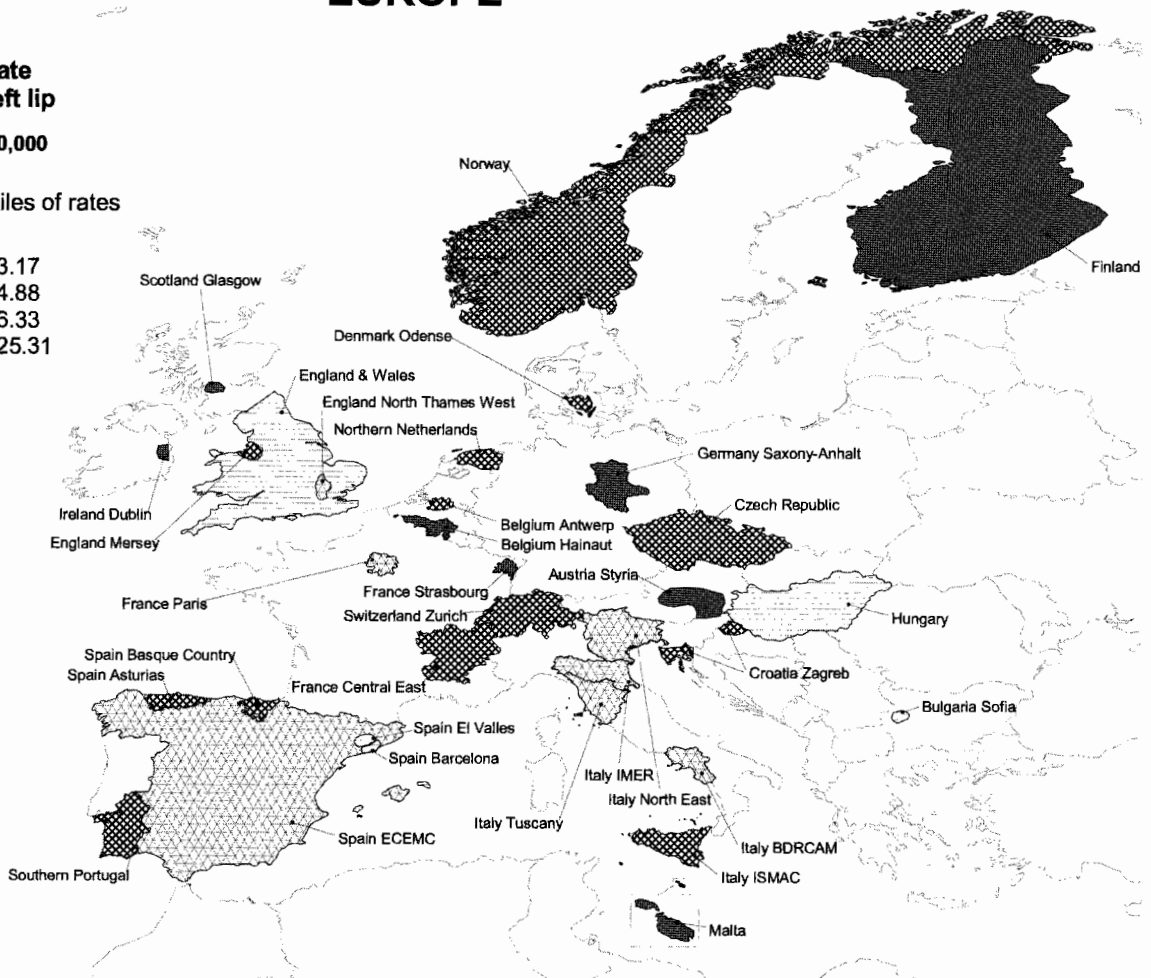 EUROPE
ate
eft lip
0,000
iles of rates
3.17
4.88
6.33
25.31
Norway
Finland
Scotland Glasgow
Denmark Odense
England & Wales
England North Thames West
Northern Netherlands
Germany Saxony-Anhalt
Czech Republic
Ireland Dublin
England Mersey
Belgium Antwerp
Belgium Hainaut
Austria Styria
France Strasbourg
France Paris
Switzerland Zurich
Hungary
Spain Basque Country
Spain Asturias
France Central East
Croatia Zagreb
Bulgaria Sofia
Spain El Valles
Spain Barcelona
Italy IMER
Italy North East
Italy Tuscany
Spain ECEMC
Italy BDRCAM
Southern Portugal
Italy ISMAC
Malta